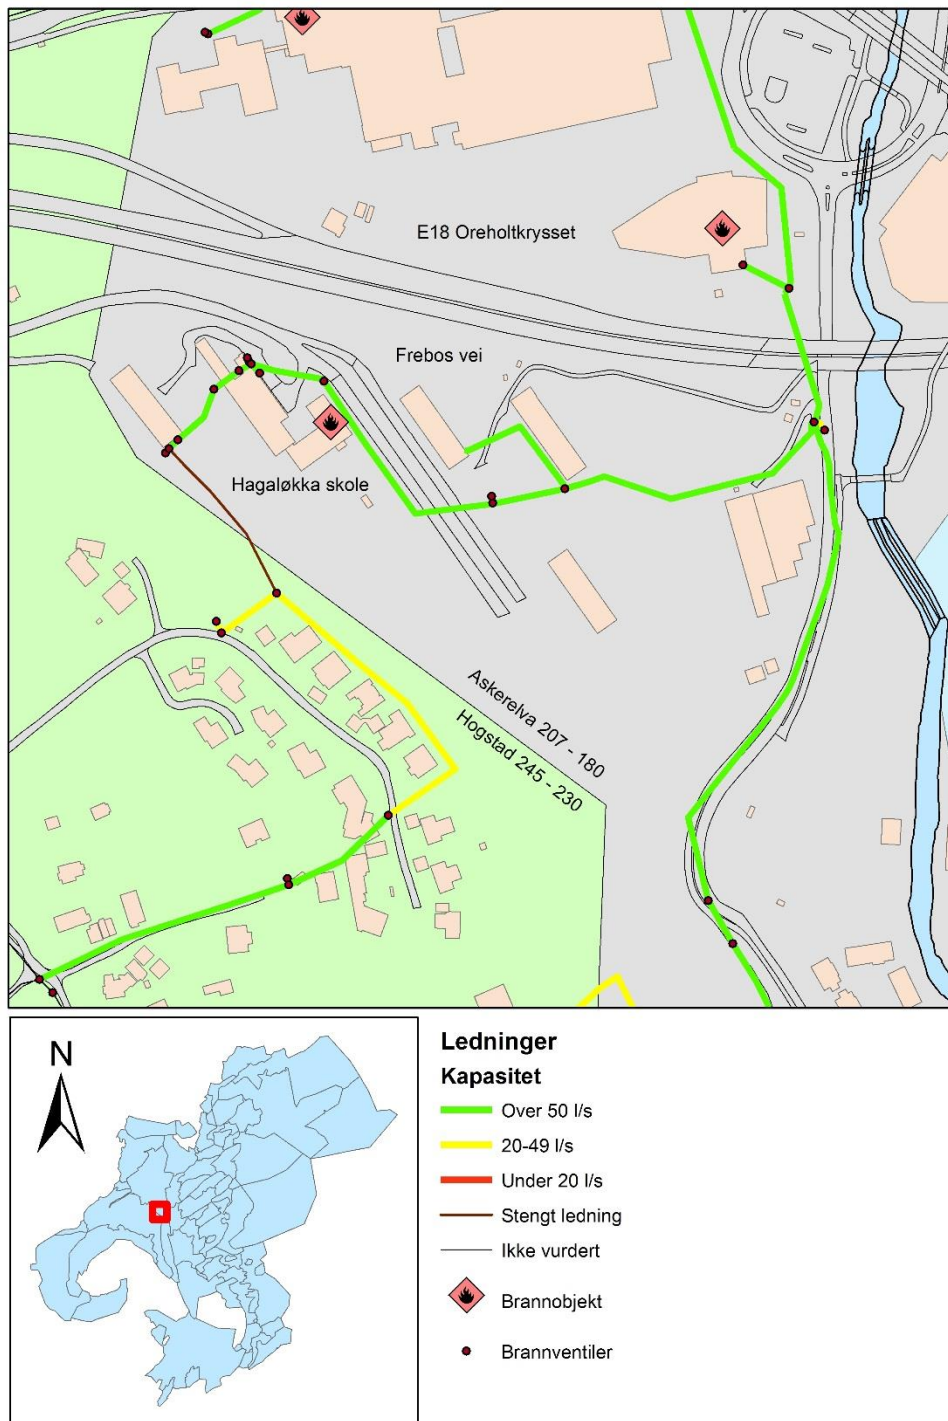 E18 Oreholtkrysset
Frebos vei
Hagaløkka skole
Askerelva 207 - 180
Hogstad 245 - 230
N
Ledninger
Kapasitet
Over 50 l/s
20-49 l/s
Under 20 l/s
Stengt ledning
Ikke vurdert
Brannobjekt
Brannventiler